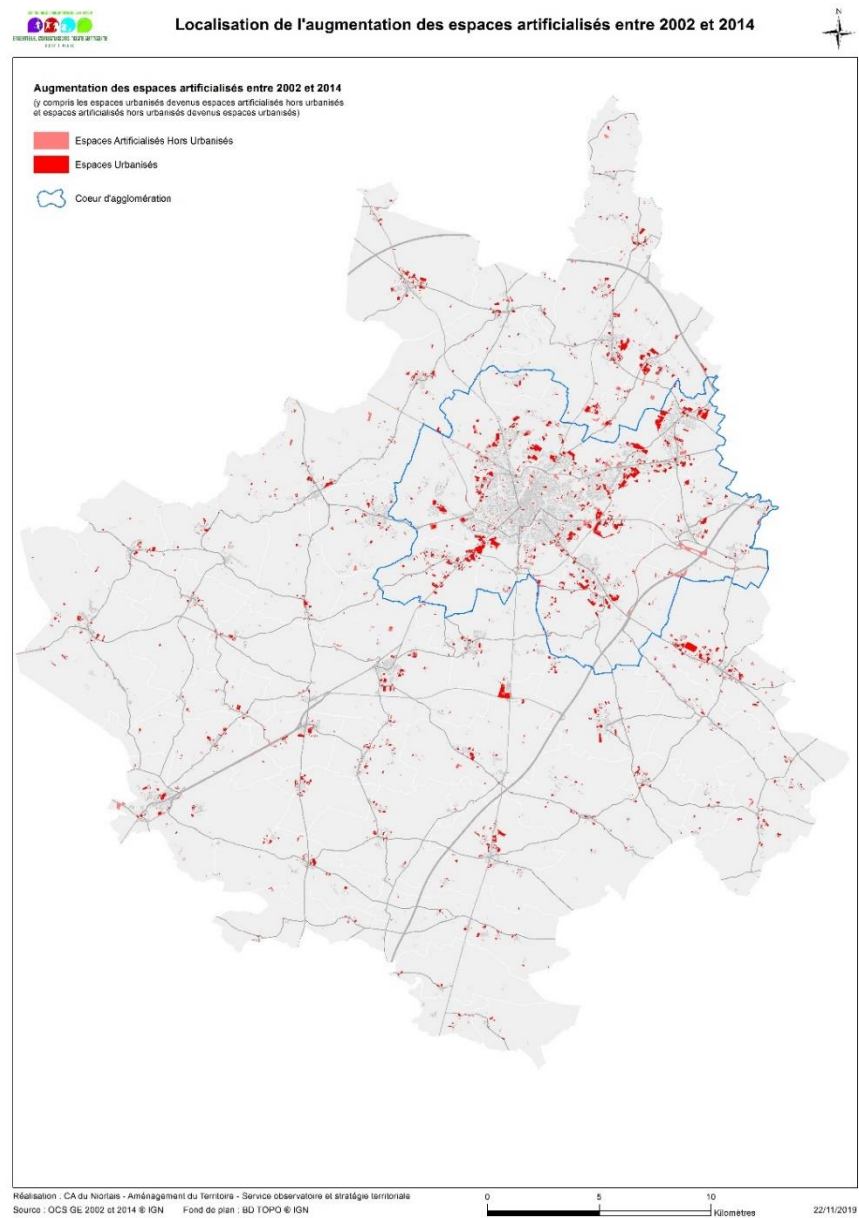 Localisation de l'augmentation des espaces artificialisés entre 2002 et 2014
N
Augmentation des espaces artificialisés entre 2002 et 2014
(y compris les espaces urbanisés devenus espaces artificialisés hors urbanisés
et espaces artificialisés hors urbanisés devenus espaces urbanisés)
Espaces Artificialisés Hors Urbanisés
Espaces Urbanisés
Coeur d'agglomération
Réalisation : CA du Niortais - Aménagement du Territoire - Service observatoire et stratégie territoriale
Source : OCS GE 2002 et 2014 © IGN Fond de plan : BD TOPO © IGN
0 5 10
Kilomètres
22/11/2019